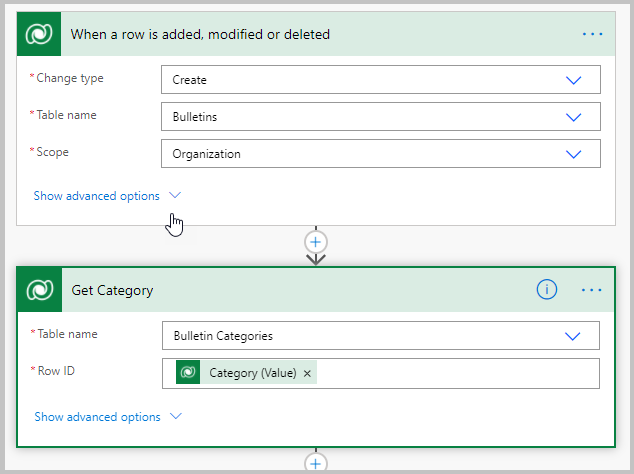 When a row is added, modified or deleted
* Change type Create
* Table name Bulletins
* Scope Organization
Show advanced options
Get Category
* Table name Bulletin Categories
* Row ID Category (Value) ×
Show advanced options